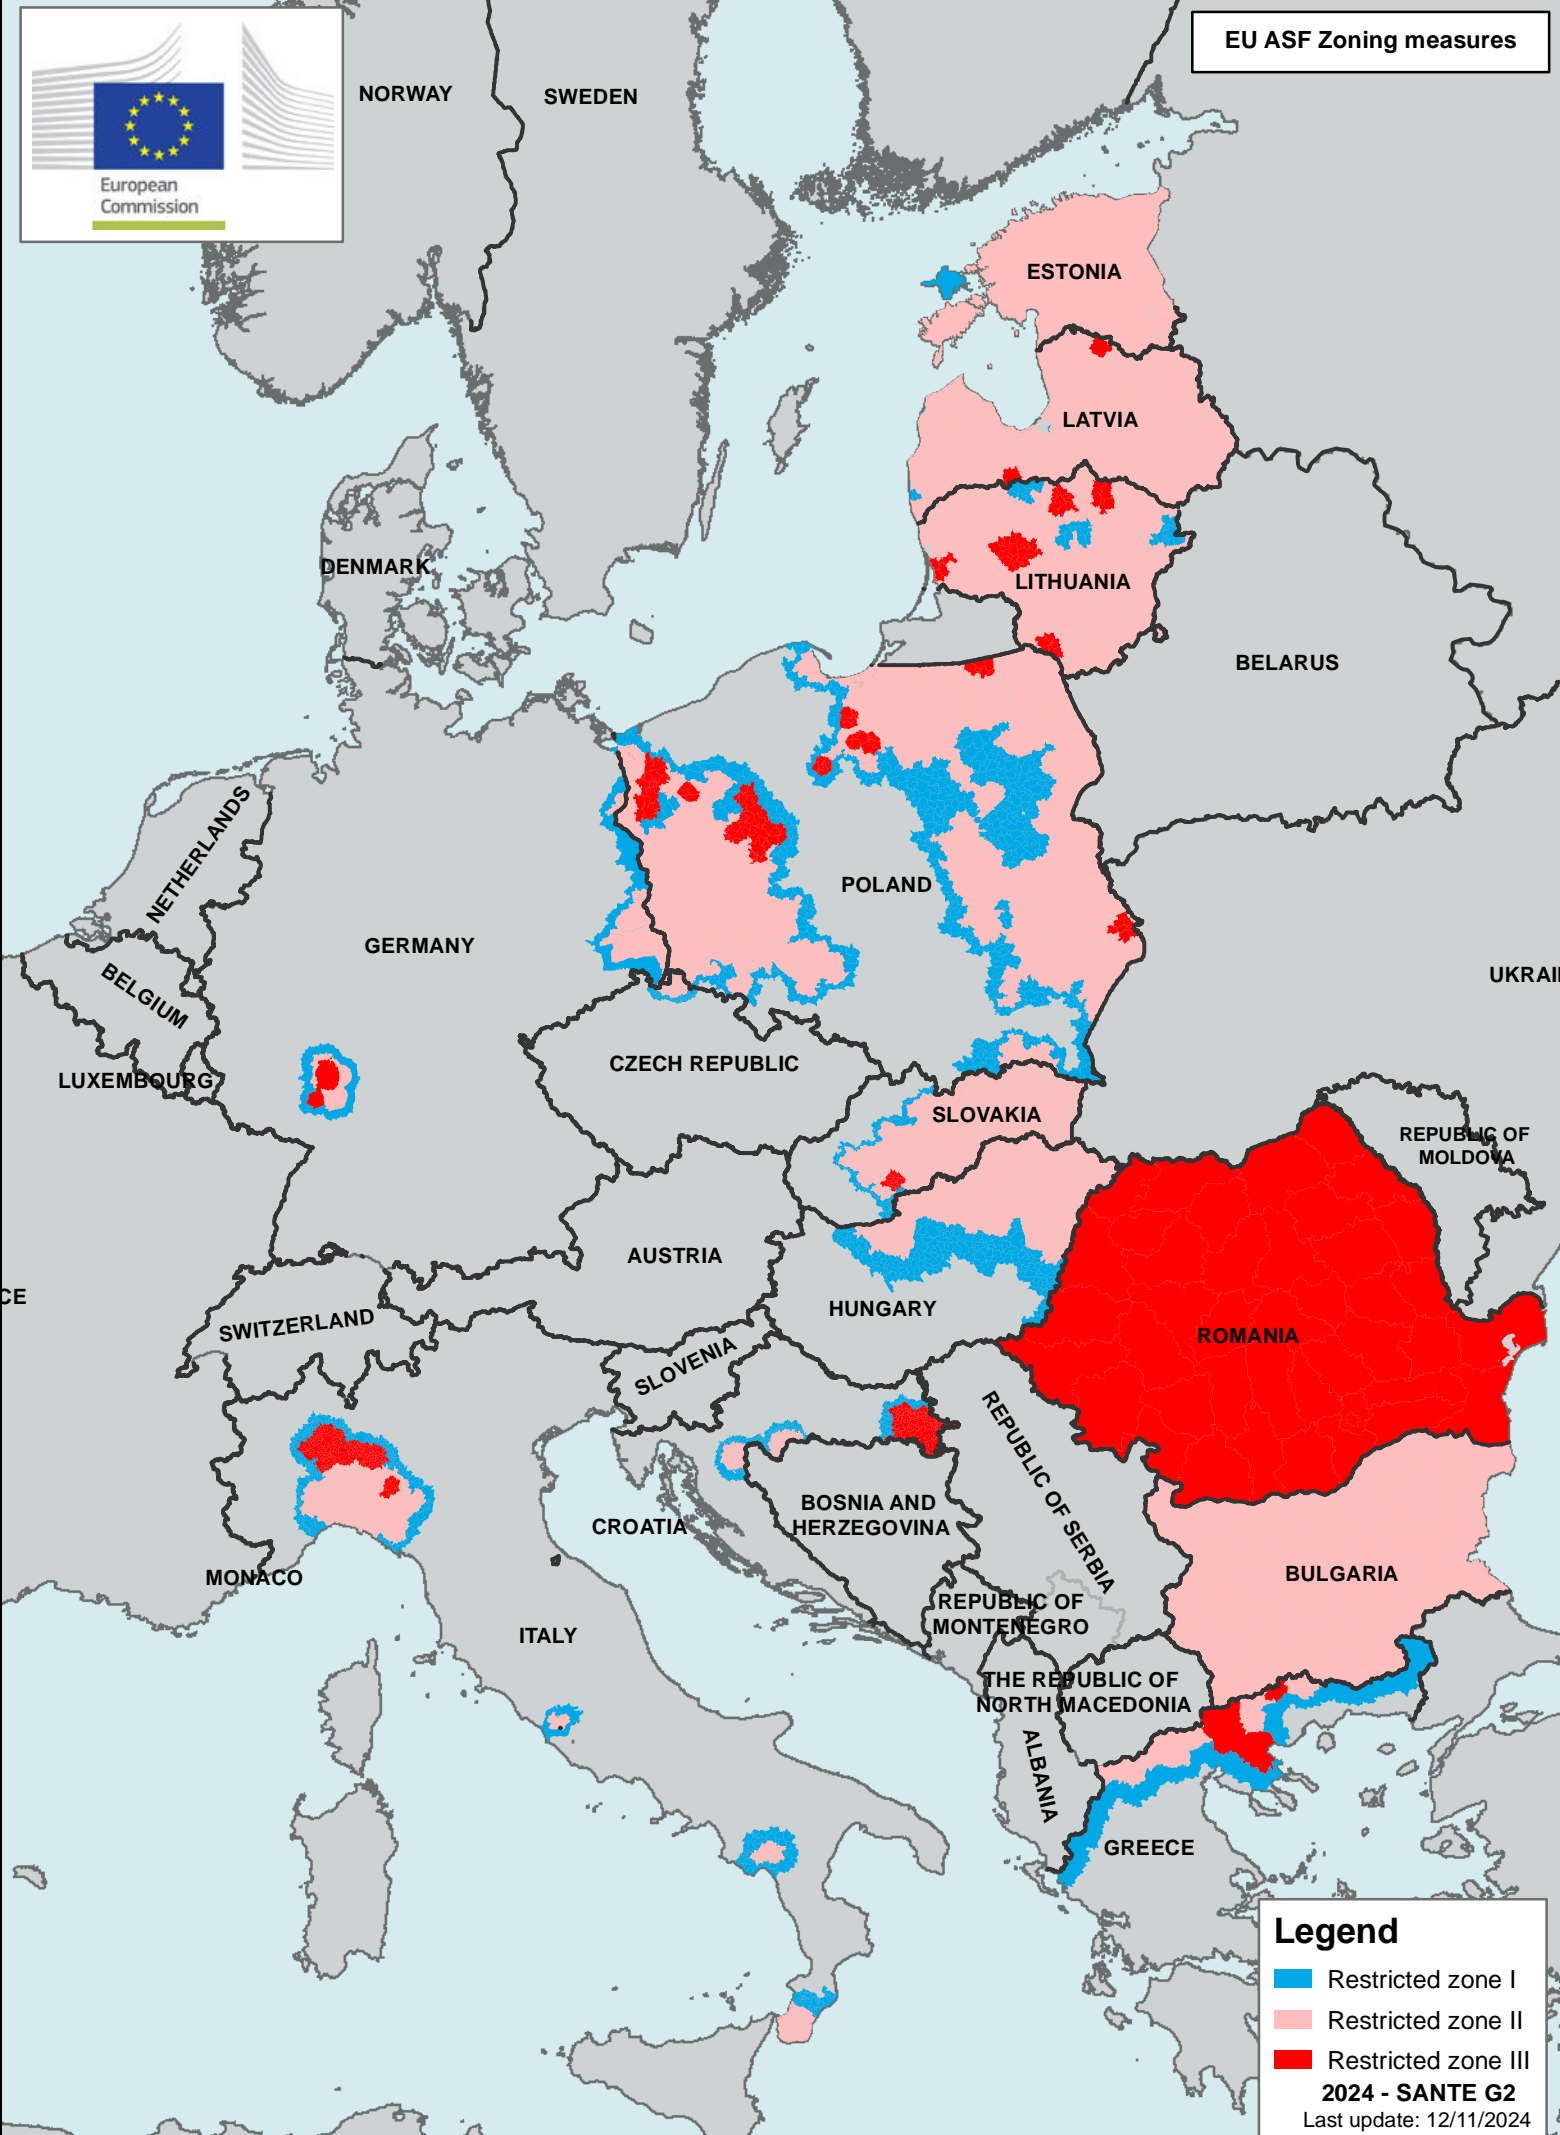 EU ASF Zoning measures
European
Commission
NORWAY
SWEDEN
ESTONIA
LATVIA
DENMARK
LITHUANIA
BELARUS
NETHERLANDS
POLAND
GERMANY
BELGIUM
UKRAI
LUXEMBOURG
CZECH REPUBLIC
SLOVAKIA
REPUBLIC OF
MOLDOVA
AUSTRIA
CE
SWITZERLAND
HUNGARY
ROMANIA
SLOVENIA
REPUBLIC OF SERBIA
BOSNIA AND
HERZEGOVINA
CROATIA
MONACO
BULGARIA
REPUBLIC OF
MONTENEGRO
ITALY
THE REPUBLIC OF
NORTH MACEDONIA
ALBANIA
GREECE
Legend
Restricted zone I
Restricted zone II
Restricted zone III
2024 - SANTE G2
Last update: 12/11/2024